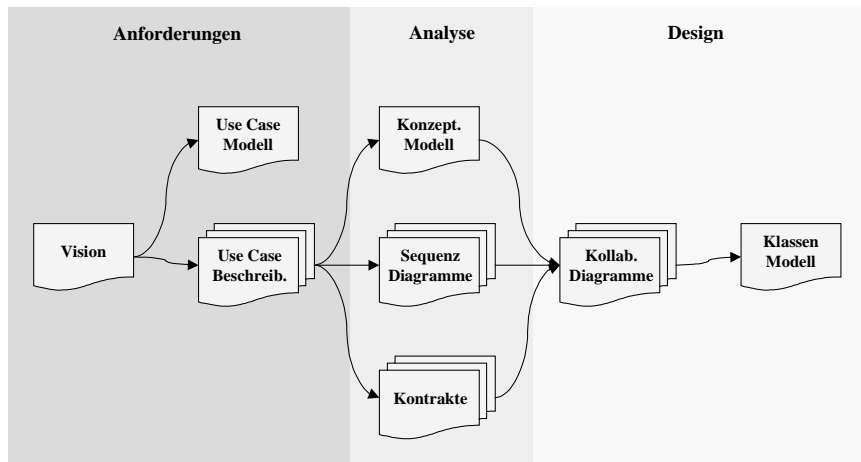 Anforderungen
Analyse
Design
Use Case
Modell
Konzept.
Modell
Vision
Use Case
Beschreib.
Sequenz
Diagramme
Kollab.
Diagramme
Klassen
Modell
Kontrakte